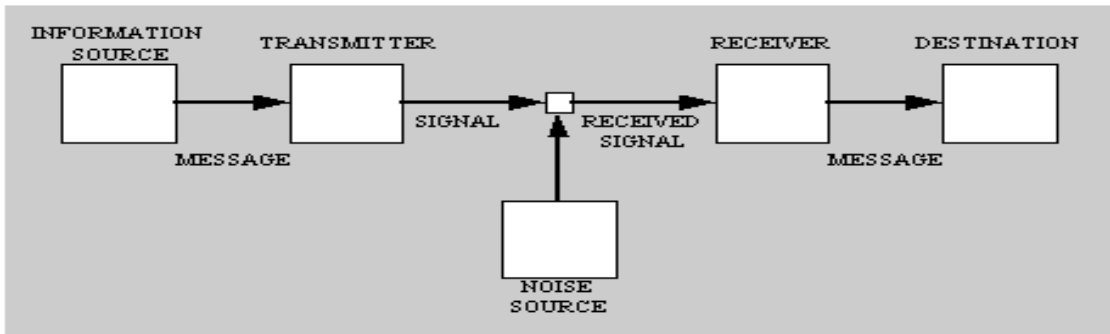 INFORMATION
SOURCE
TRANSMITTER
RECEIVER
DESTINATION
SIGNAL
RECEIVED
SIGNAL
MESSAGE
MESSAGE
NOISE
SOURCE